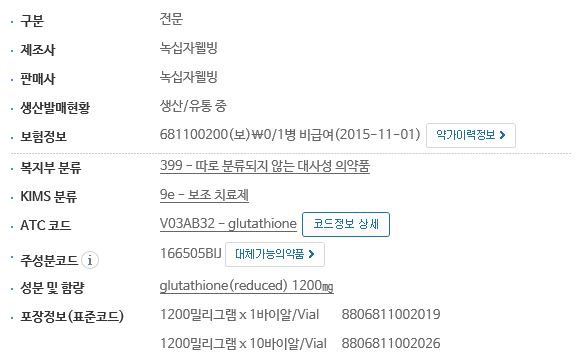 구분 전문
제조사 녹십자웰빙
판매사 녹십자웰빙
생산발매현황 생산/유통 중
보험정보 681100200(보)₩0/1병 비급여(2015-11-01) 약가이력정보
복지부 분류 399 - 따로 분류되지 않는 대사성 의약품
KIMS 분류 9e - 보조 치료제
ATC 코드 V03AB32 - glutathione 코드정보 상세
주성분코드 i 166505BIJ 대체가능의약품
성분 및 함량 glutathione(reduced) 1200㎎
포장정보(표준코드) 1200밀리그램 x 1바이알/Vial 8806811002019
1200밀리그램 x 10바이알/Vial 8806811002026